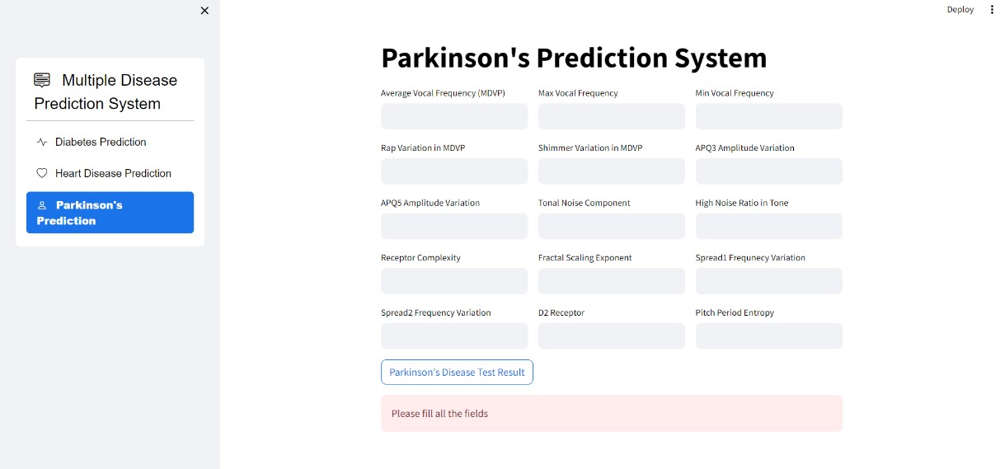 Deploy
Multiple Disease
Prediction System
Diabetes Prediction
Heart Disease Prediction
Parkinson's
Prediction
Parkinson's Prediction System
Average Vocal Frequency (MDVP) Max Vocal Frequency Min Vocal Frequency
Rap Variation in MDVP Shimmer Variation in MDVP APQ3 Amplitude Variation
APQ5 Amplitude Variation Tonal Noise Component High Noise Ratio in Tone
Receptor Complexity Fractal Scaling Exponent Spread1 Frequnecy Variation
Spread2 Frequency Variation D2 Receptor Pitch Period Entropy
Parkinson's Disease Test Result
Please fill all the fields